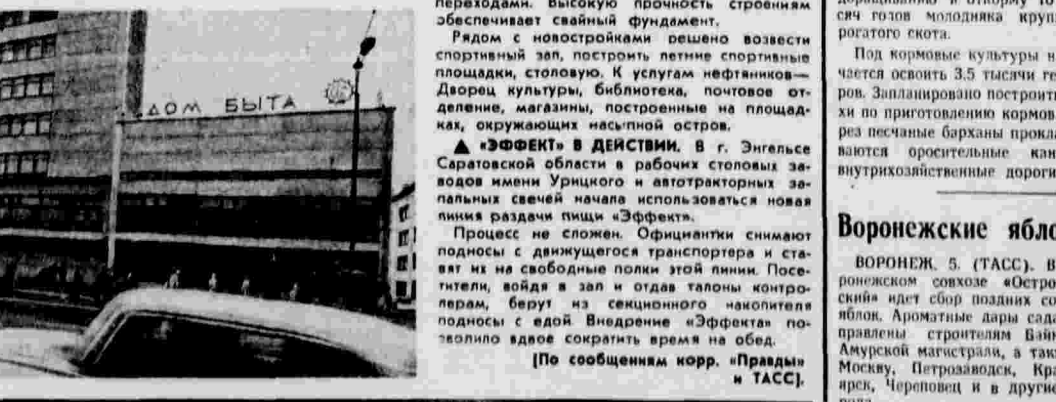 ДОМ БЫТА
переходами. Высокую прочность строениям
обеспечивает свайный фундамент.
Рядом с новостройками решено возвести
спортивный зал, построить летние спортивные
площадки, столовую. К услугам нефтяников—
Дворец культуры, библиотека, почтовое от-
деление, магазины, построенные на площад-
ках, окружающих насыпной остров.
▲ «ЭФФЕКТ» В ДЕЙСТВИИ. В г. Энгельсе
Саратовской области в рабочих столовых за-
водов имени Урицкого и автотракторных за-
пальных свечей начала использоваться новая
линия раздачи пищи «Эффект».
Процесс не сложен. Официантки снимают
подносы с движущегося транспортера и ста-
вят их на свободные полки этой линии. Посе-
тители, войдя в зал и отдав талоны контро-
лерам, берут из секционного накопителя
подносы с едой Внедрение «Эффекта» по-
зволило вдвое сократить время на обед.
[По сообщениям корр. «Правды»
и ТАСС].
сяч голов молодняка круп
рогатого скота.
Под кормовые культуры н
чается освоить 3,5 тысячи ге
ров. Запланировано построить
хи по приготовлению кормов
рез песчаные барханы прокла
ваются оросительные кан
внутрихозяйственные дороги
Воронежские ябло
ВОРОНЕЖ, 5. (ТАСС). В
ронежском совхозе «Остро
ский» идет сбор поздних со
яблок. Ароматные дары сада
правлены строителям Байк
Амурской магистрали, а так
Москву, Петрозаводск, Кра
ярск, Череповец и в другие